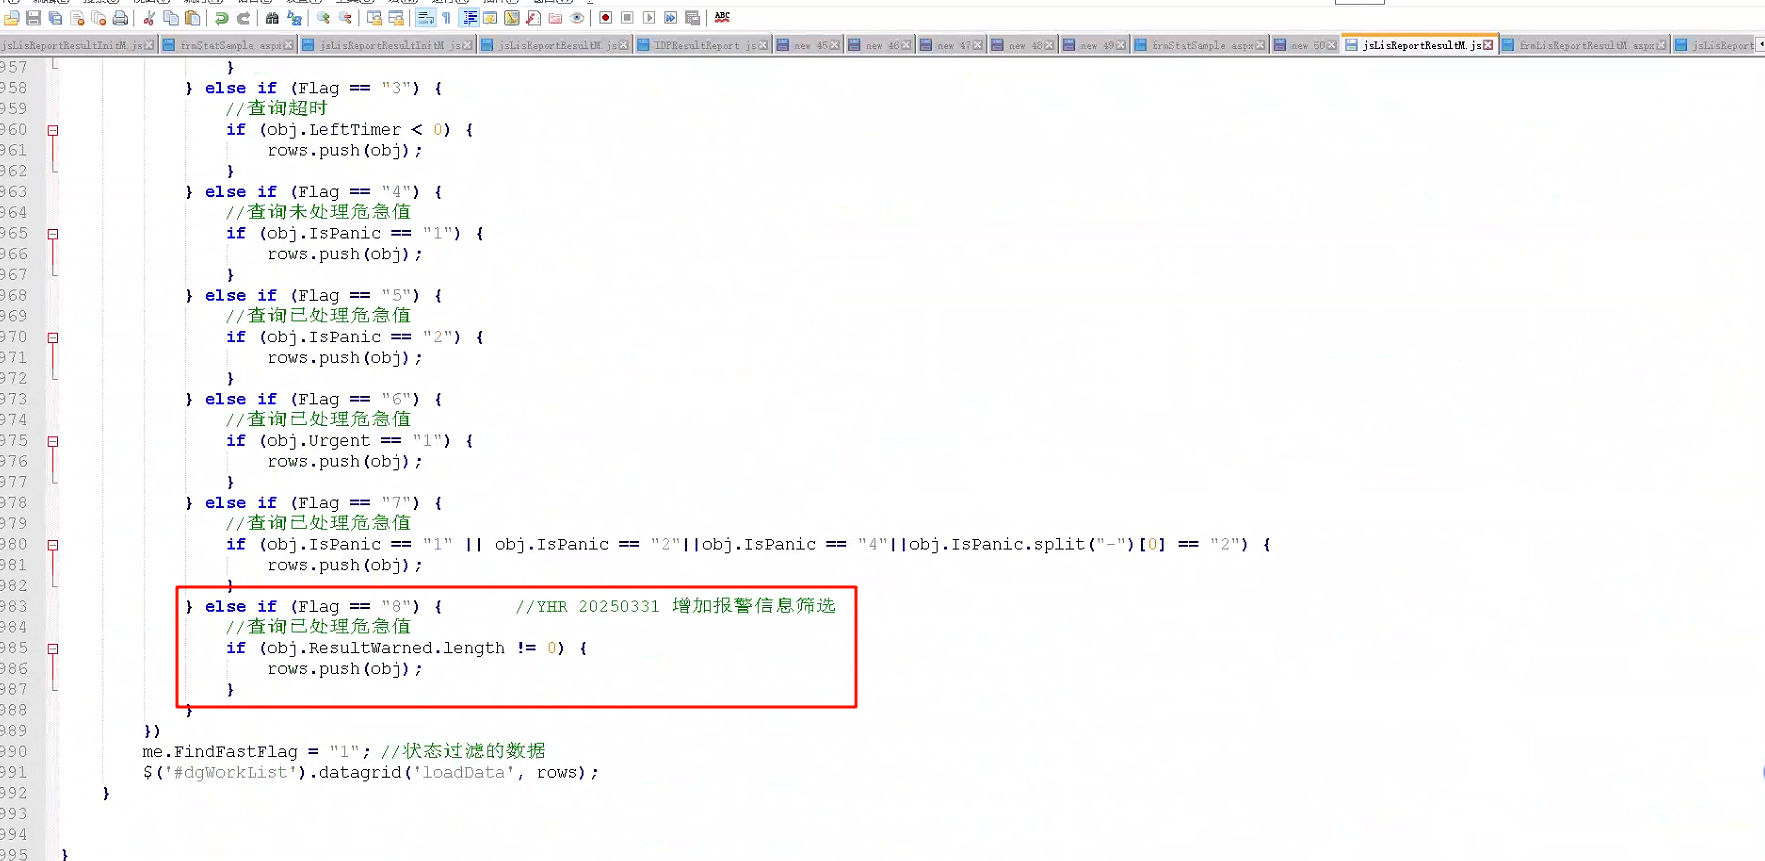 jsLisReportResultInitM.js frmStatSample.aspx jsLisReportResultInitM.js jsLisReportResultM.js IDPResultReport.js new 45 new 46 new 47 new 48 new 49 frmStatSample.aspx new 50 jsLisReportResultM.js frmLisReportResultM.aspx jsLisReport
957 }
958 } else if (Flag == "3") {
959 //查询超时
960 if (obj.LeftTimer < 0) {
961 rows.push(obj);
962 }
963 } else if (Flag == "4") {
964 //查询未处理危急值
965 if (obj.IsPanic == "1") {
966 rows.push(obj);
967 }
968 } else if (Flag == "5") {
969 //查询已处理危急值
970 if (obj.IsPanic == "2") {
971 rows.push(obj);
972 }
973 } else if (Flag == "6") {
974 //查询已处理危急值
975 if (obj.Urgent == "1") {
976 rows.push(obj);
977 }
978 } else if (Flag == "7") {
979 //查询已处理危急值
980 if (obj.IsPanic == "1" || obj.IsPanic == "2"||obj.IsPanic == "4"||obj.IsPanic.split("-")[0] == "2") {
981 rows.push(obj);
982 }
983 } else if (Flag == "8") { //YHR 20250331 增加报警信息筛选
984 //查询已处理危急值
985 if (obj.ResultWarned.length != 0) {
986 rows.push(obj);
987 }
988 }
989 })
990 me.FindFastFlag = "1"; //状态过滤的数据
991 $('#dgWorkList').datagrid('loadData', rows);
992 }
993
994
995 }